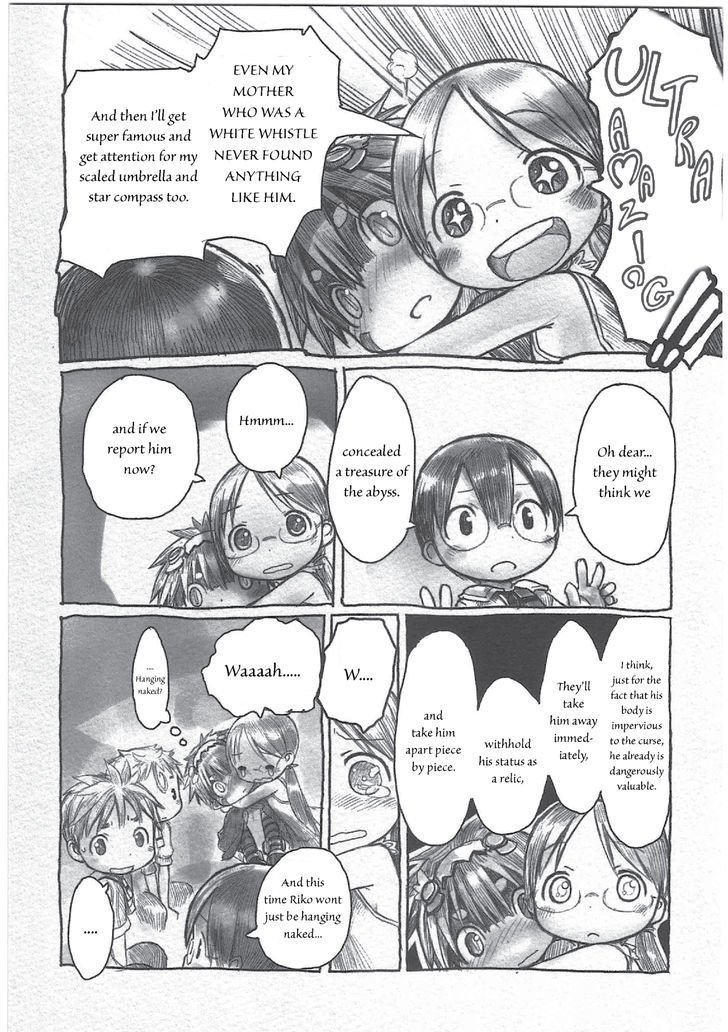 ULTRA
AMAZING
!!
EVEN MY
MOTHER
WHO WAS A
WHITE WHISTLE
NEVER FOUND
ANYTHING
LIKE HIM.
And then I'll get
super famous and
get attention for my
scaled umbrella and
star compass too.
Oh dear...
they might
think we
concealed
a treasure of
the abyss.
Hmmm...
and if we
report him
now?
I think,
just for the
fact that his
body is
impervious
to the curse,
he already is
dangerously
valuable.
They'll
take
him away
immed-
iately,
withhold
his status as
a relic,
and
take him
apart piece
by piece.
W....
Waaaah.....
....
Hanging
naked?
And this
time Riko wont
just be hanging
naked...
....